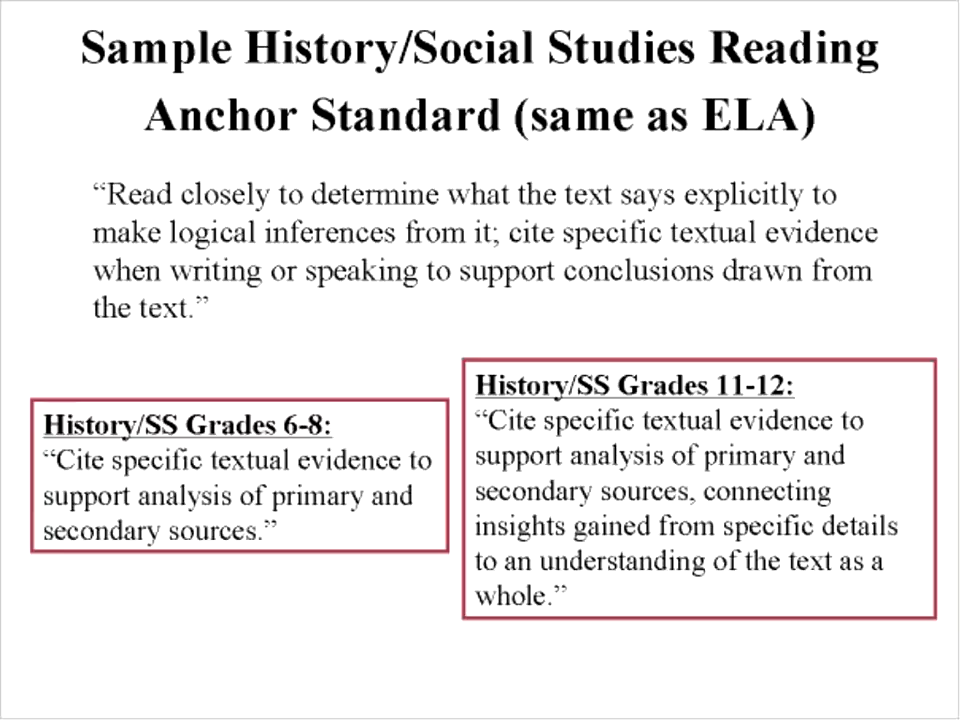 Sample History/Social Studies Reading
Anchor Standard (same as ELA)
“Read closely to determine what the text says explicitly to
make logical inferences from it; cite specific textual evidence
when writing or speaking to support conclusions drawn from
the text.”
History/SS Grades 6-8:
“Cite specific textual evidence to
support analysis of primary and
secondary sources.”
History/SS Grades 11-12:
“Cite specific textual evidence to
support analysis of primary and
secondary sources, connecting
insights gained from specific details
to an understanding of the text as a
whole.”